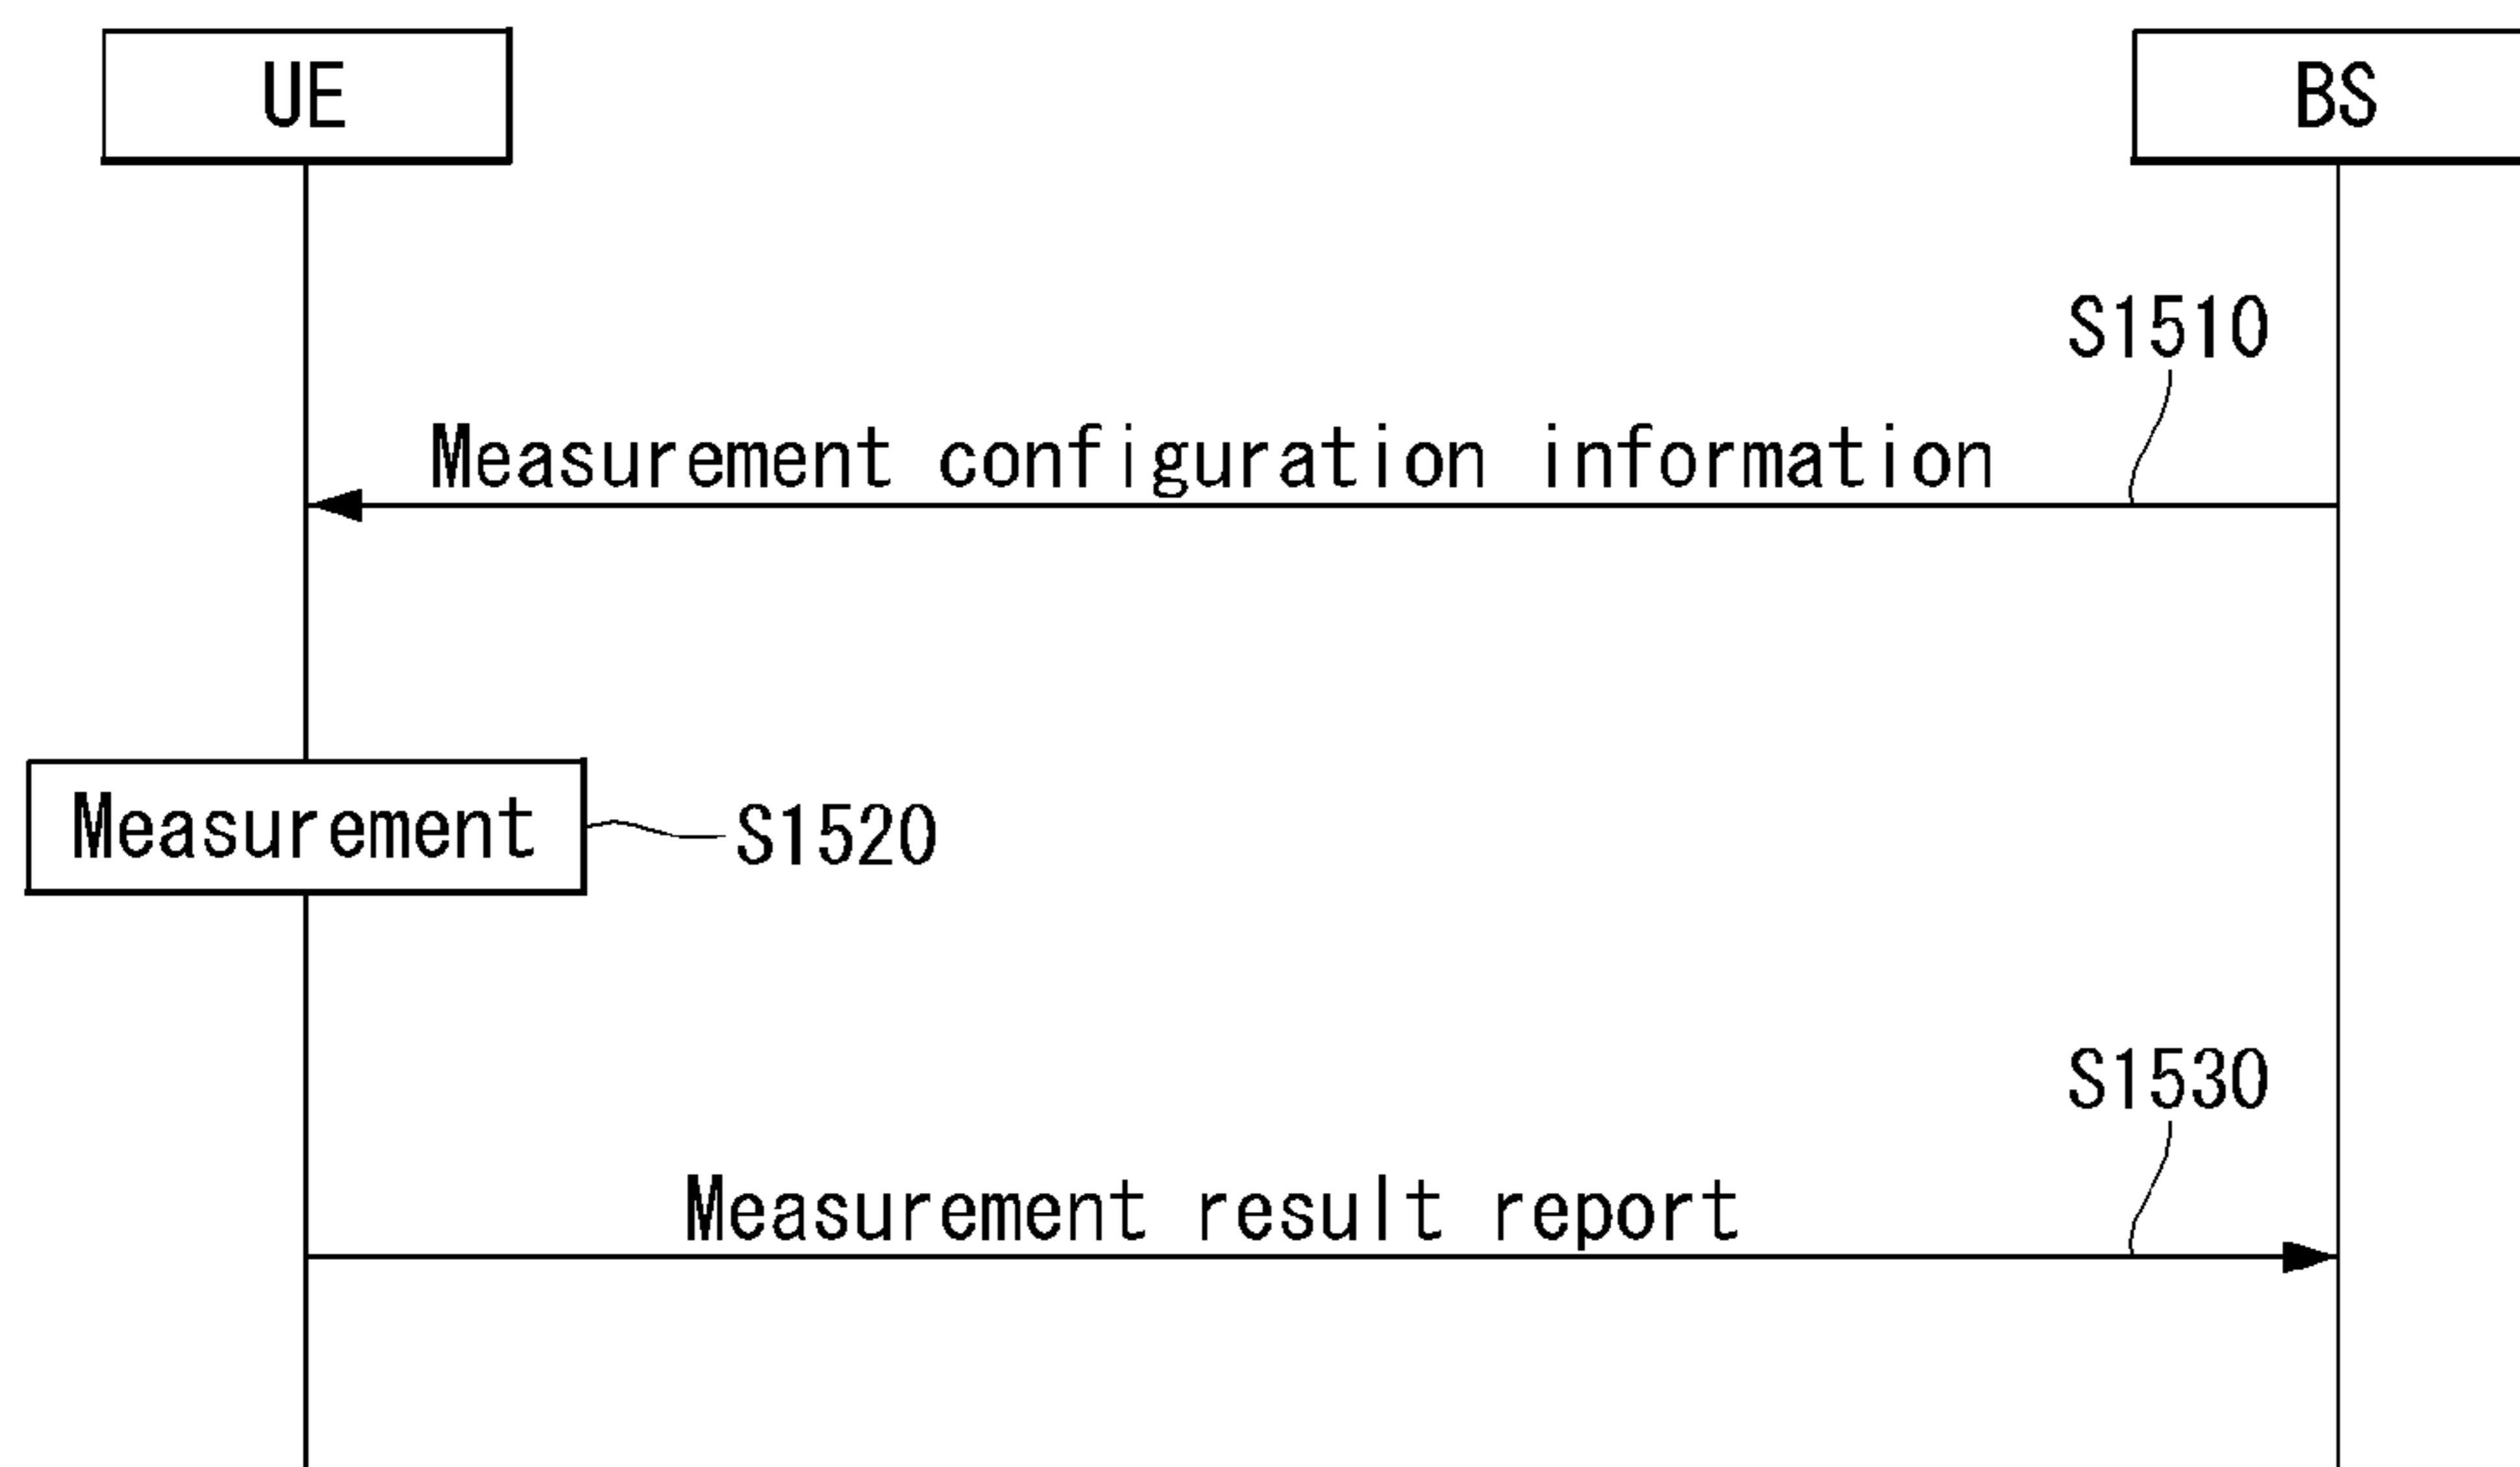 UE
BS
S1510
Measurement configuration information
Measurement
S1520
S1530
Measurement result report